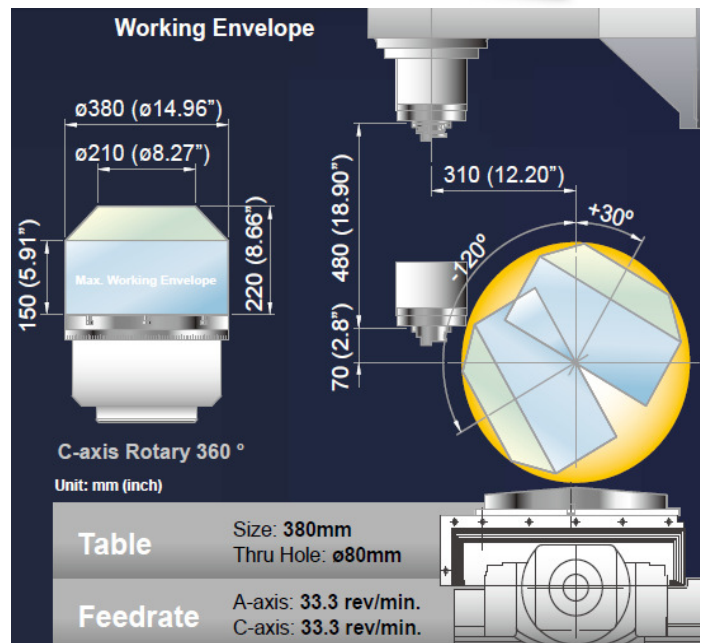 Working Envelope
ø380 (ø14.96")
ø210 (ø8.27")
150 (5.91")
Max. Working Envelope
220 (8.66")
C-axis Rotary 360 °
Unit: mm (inch)
480 (18.90")
310 (12.20")
+30º
-120º
70 (2.8")
Table
Size: 380mm
Thru Hole: ø80mm
Feedrate
A-axis: 33.3 rev/min.
C-axis: 33.3 rev/min.